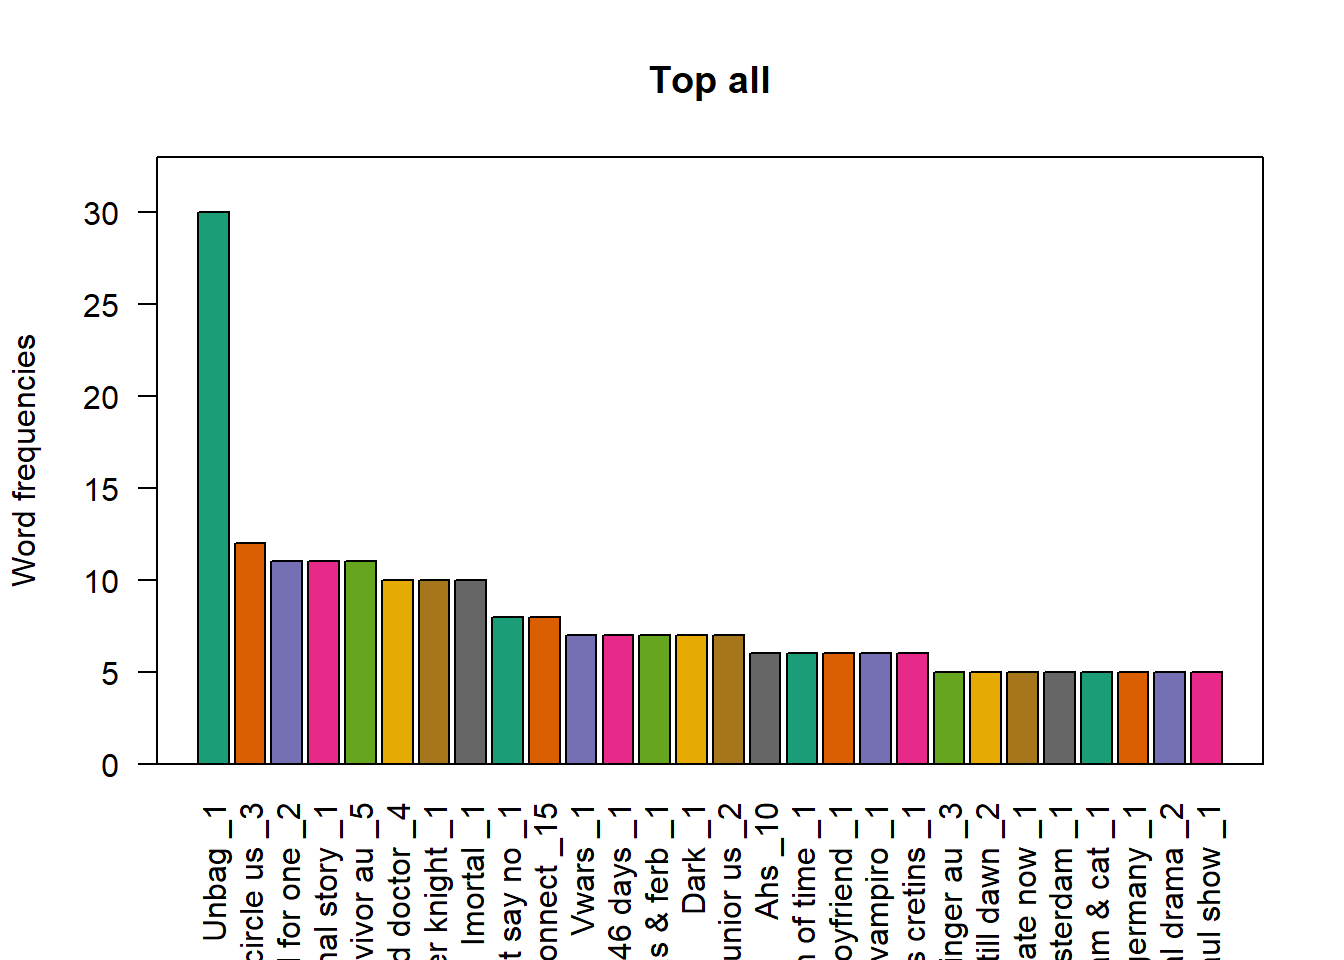 Top all
Word frequencies
30
25
20
15
10
5
0
Unbag _1
circle us _3
l for one _2
nal story _1
vivor au _5
d doctor _4
er knight _1
Imortal _1
t say no _1
onnect _15
Vwars _1
46 days _1
s & ferb _1
Dark _1
unior us _2
Ahs _10
n of time _1
oyfriend _1
vampiro _1
s cretins _1
inger au _3
till dawn _2
ate now _1
sterdam _1
am & cat _1
germany _1
al drama _2
aul show _1